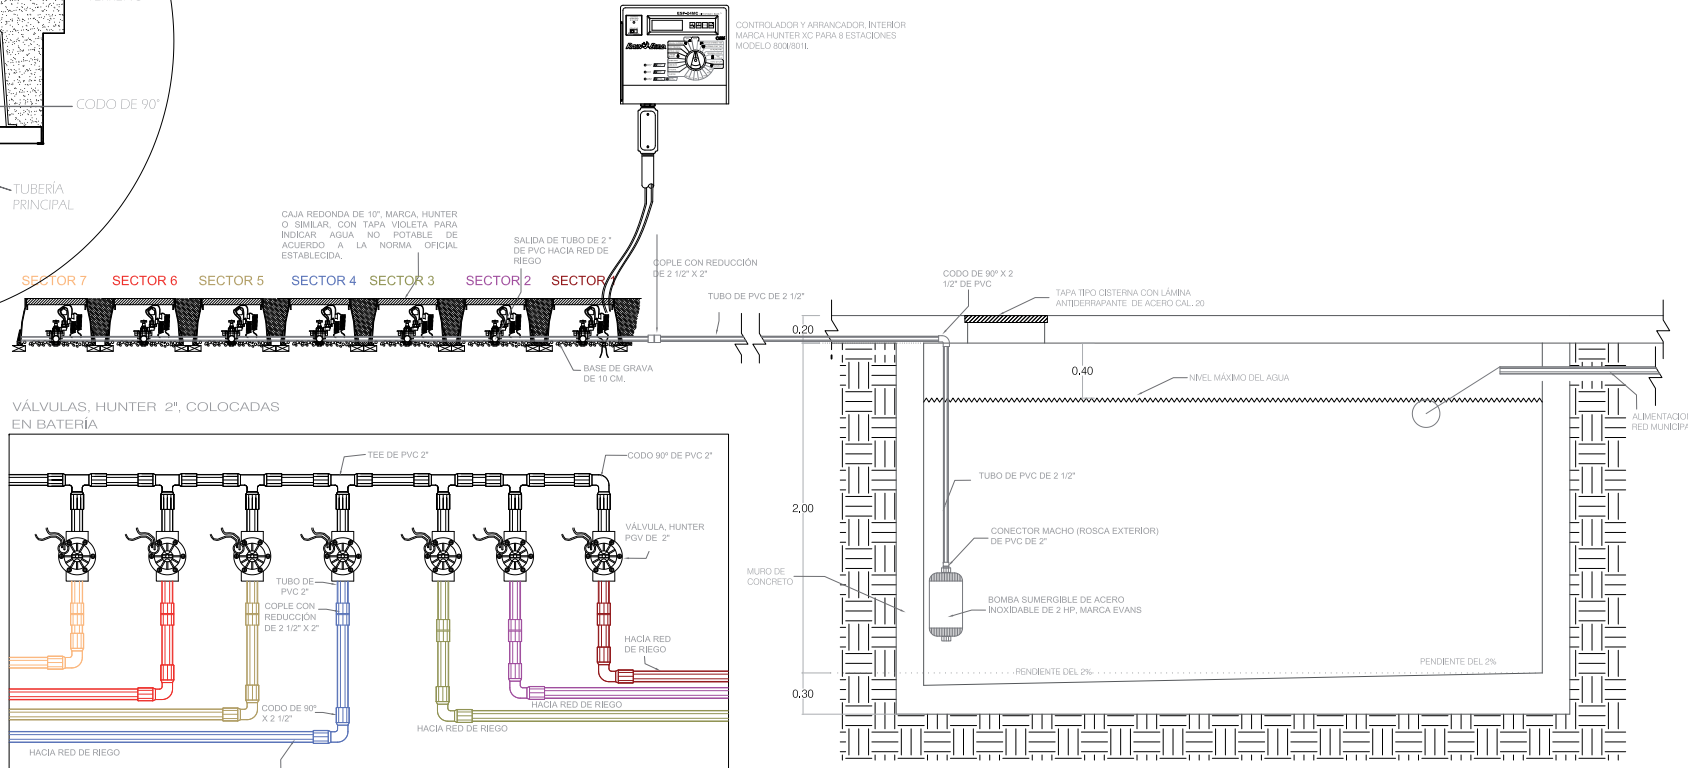 CODO DE 90°
TUBERÍA
PRINCIPAL
CONTROLADOR Y ARRANCADOR, INTERIOR
MARCA HUNTER XC PARA 8 ESTACIONES
MODELO 800I/801I.
CAJA REDONDA DE 10", MARCA, HUNTER
O SIMILAR, CON TAPA VIOLETA PARA
INDICAR AGUA NO POTABLE DE
ACUERDO A LA NORMA OFICIAL
ESTABLECIDA.
SALIDA DE TUBO DE 2 "
DE PVC HACIA RED DE
RIEGO
COPLE CON REDUCCIÓN
DE 2 1/2" X 2"
TUBO DE PVC DE 2 1/2"
CODO DE 90º X 2
1/2" DE PVC
TAPA TIPO CISTERNA CON LÁMINA
ANTIDERRAPANTE DE ACERO CAL. 20
SECTOR 7
SECTOR 6
SECTOR 5
SECTOR 4
SECTOR 3
SECTOR 2
SECTOR 1
BASE DE GRAVA
DE 10 CM.
0.20
0.40
NIVEL MÁXIMO DEL AGUA
ALIMENTACION
RED MUNICIPA
VÁLVULAS, HUNTER 2", COLOCADAS
EN BATERÍA
TEE DE PVC 2"
CODO 90º DE PVC 2"
VÁLVULA, HUNTER
PGV DE 2"
TUBO DE
PVC 2"
COPLE CON
REDUCCIÓN
DE 2 1/2" X 2"
HACÍA RED
DE RIEGO
CODO DE 90º
X 2 1/2"
HACIA RED DE RIEGO
HACIA RED DE RIEGO
HACIA RED DE RIEGO
2.00
TUBO DE PVC DE 2 1/2"
CONECTOR MACHO (ROSCA EXTERIOR)
DE PVC DE 2"
MURO DE
CONCRETO
BOMBA SUMERGIBLE DE ACERO
INOXIDABLE DE 2 HP, MARCA EVANS
PENDIENTE DEL 2%
PENDIENTE DEL 2%
0.30